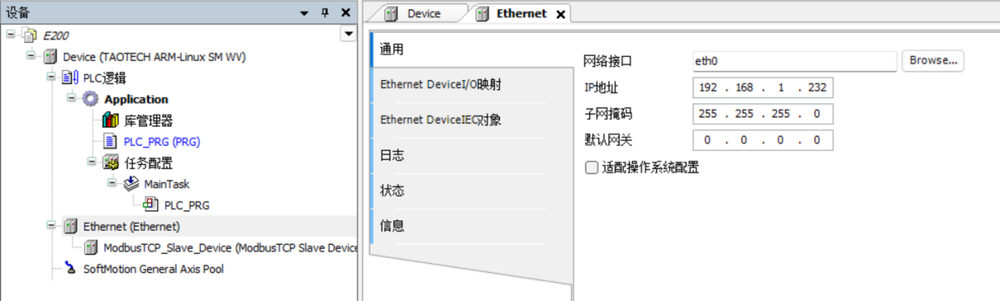 设备
E200
Device (TAOTECH ARM-Linux SM WV)
PLC逻辑
Application
库管理器
PLC_PRG (PRG)
任务配置
MainTask
PLC_PRG
Ethernet (Ethernet)
ModbusTCP_Slave_Device (ModbusTCP Slave Device
SoftMotion General Axis Pool
Device
Ethernet
通用
Ethernet DeviceI/O映射
Ethernet DeviceIEC对象
日志
状态
信息
网络接口 eth0 Browse...
IP地址 192 . 168 . 1 . 232
子网掩码 255 . 255 . 255 . 0
默认网关 0 . 0 . 0 . 0
适配操作系统配置